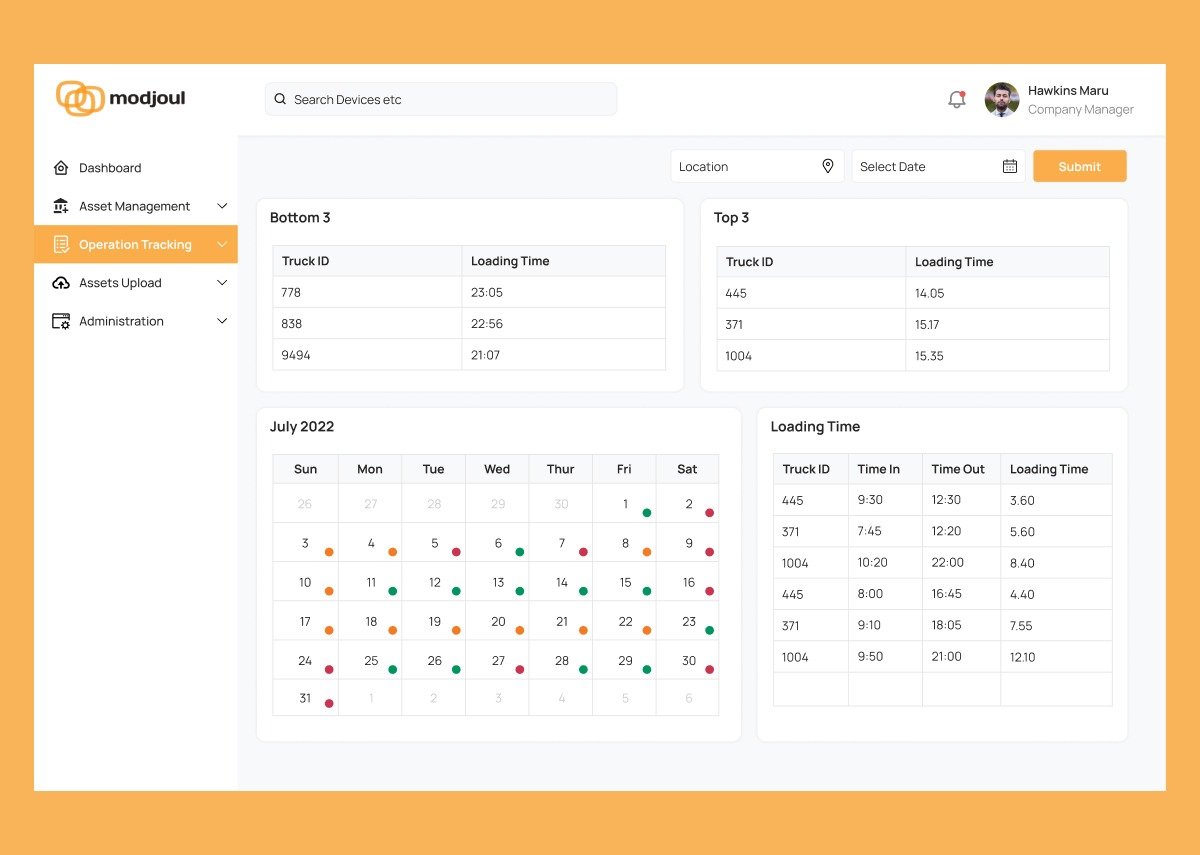 modjoul
Search Devices etc
Hawkins Maru
Company Manager
Dashboard
Asset Management
Operation Tracking
Assets Upload
Administration
Location
Select Date
Submit
Bottom 3
Truck ID Loading Time
778 23:05
838 22:56
9494 21:07
Top 3
Truck ID Loading Time
445 14.05
371 15.17
1004 15.35
July 2022
Sun Mon Tue Wed Thur Fri Sat
26 27 28 29 30 1 2
3 4 5 6 7 8 9
10 11 12 13 14 15 16
17 18 19 20 21 22 23
24 25 26 27 28 29 30
31 1 2 3 4 5 6
Loading Time
Truck ID Time In Time Out Loading Time
445 9:30 12:30 3.60
371 7:45 12:20 5.60
1004 10:20 22:00 8.40
445 8:00 16:45 4.40
371 9:10 18:05 7.55
1004 9:50 21:00 12.10